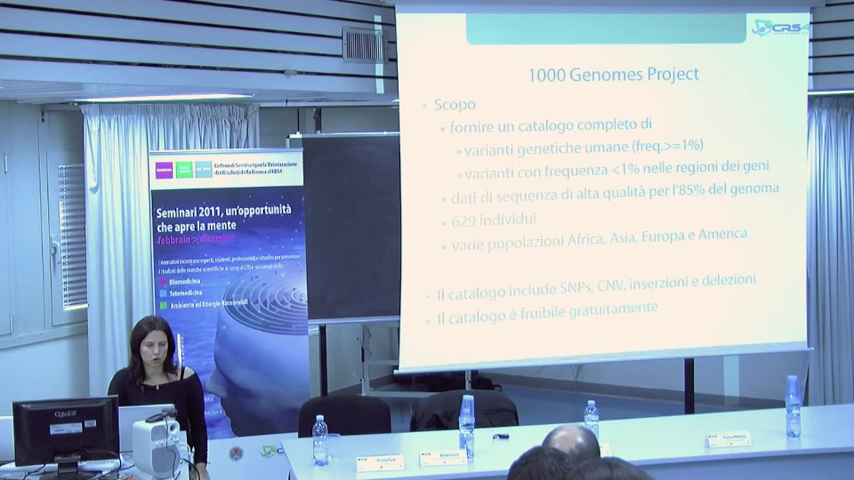 CRS4
1000 Genomes Project
Scopo
fornire un catalogo completo di
varianti genetiche umane (freq.>=1%)
varianti con frequenza <1% nelle regioni dei geni
dati di sequenza di alta qualità per l'85% del genoma
629 individui
varie popolazioni Africa, Asia, Europa e America
Il catalogo include SNPs, CNV, inserzioni e delezioni
Il catalogo è fruibile gratuitamente
Seminari 2011, un'opportunità
che apre la mente
febbraio > dicembre
Biomedicina
Telemedicina
Ambiente ed Energie Rinnovabili